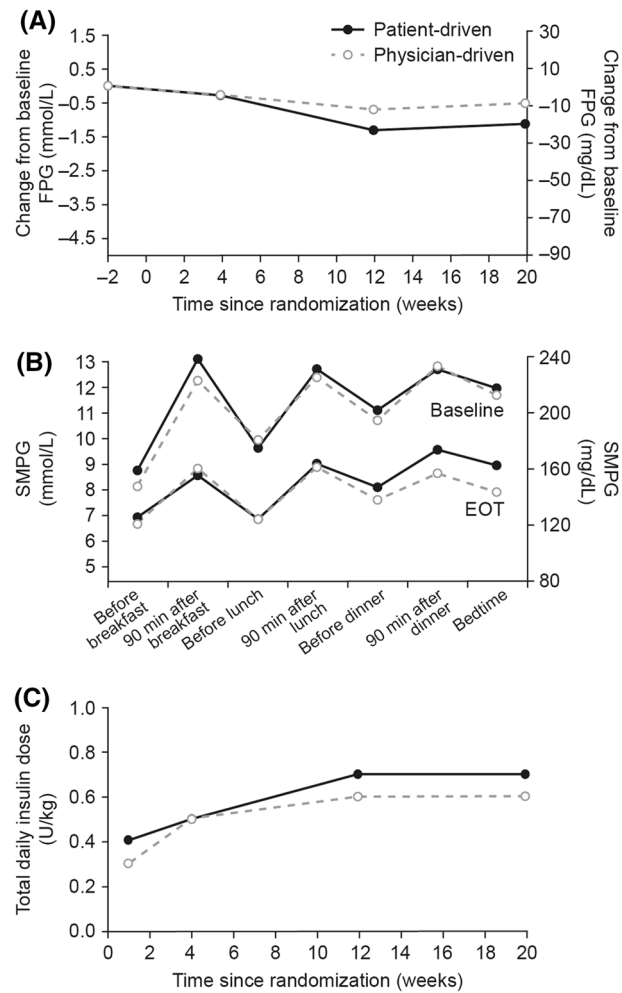 (A)
Patient-driven
Physician-driven
Change from baseline
FPG (mmol/L)
1.5
0.5
–0.5
–1.5
–2.5
–3.5
–4.5
30
10
–10
–30
–50
–70
–90
Change from baseline
FPG (mg/dL)
–2 0 2 4 6 8 10 12 14 16 18 20
Time since randomization (weeks)
(B)
SMPG
(mmol/L)
13
12
11
10
9
8
7
6
5
Baseline
EOT
240
200
160
120
80
SMPG
(mg/dL)
Before
breakfast
90 min after
breakfast
Before lunch
90 min after
lunch
Before dinner
90 min after
dinner
Bedtime
(C)
Total daily insulin dose
(U/kg)
1.0
0.8
0.6
0.4
0.2
0.0
0 2 4 6 8 10 12 14 16 18 20
Time since randomization (weeks)